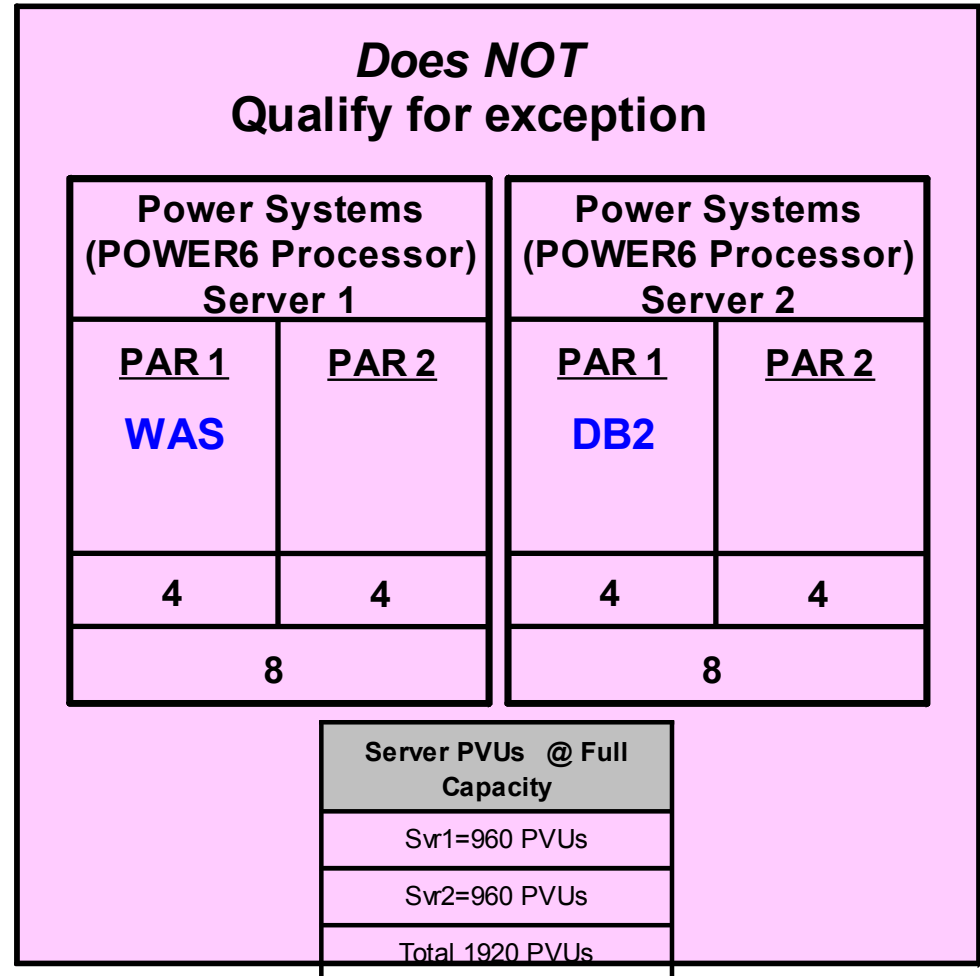 Does NOT
Qualify for exception
Power Systems
(POWER6 Processor)
Server 1
PAR 1
PAR 2
WAS
4
4
8
Power Systems
(POWER6 Processor)
Server 2
PAR 1
PAR 2
DB2
4
4
8
Server PVUs @ Full
Capacity
Svr1=960 PVUs
Svr2=960 PVUs
Total 1920 PVUs